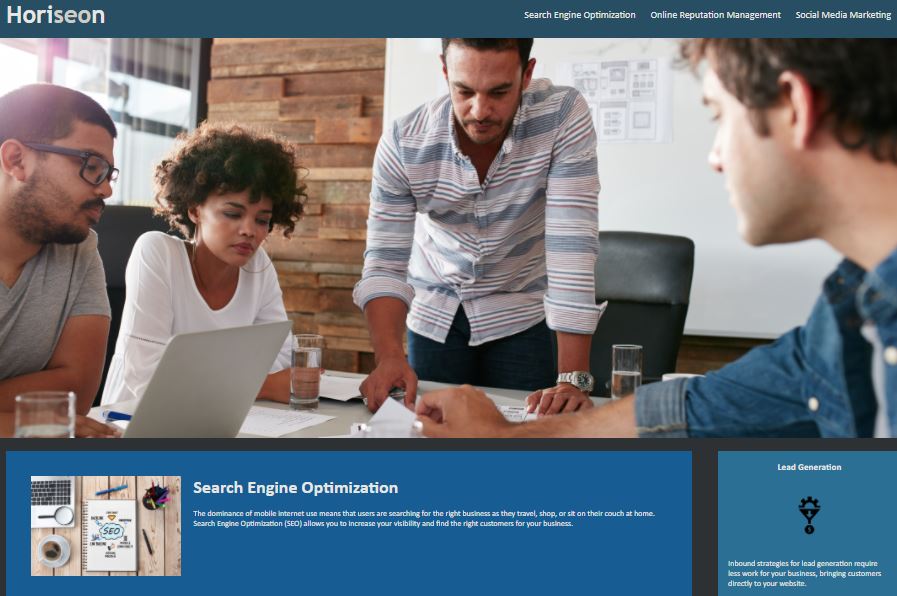 Horiseon
Search Engine Optimization
Online Reputation Management
Social Media Marketing
SEO
Search Engine Optimization
The dominance of mobile internet use means that users are searching for the right business as they travel, shop, or sit on their couch at home.
Search Engine Optimization (SEO) allows you to increase your visibility and find the right customers for your business.
Lead Generation
Inbound strategies for lead generation require
less work for your business, bringing customers
directly to your website.